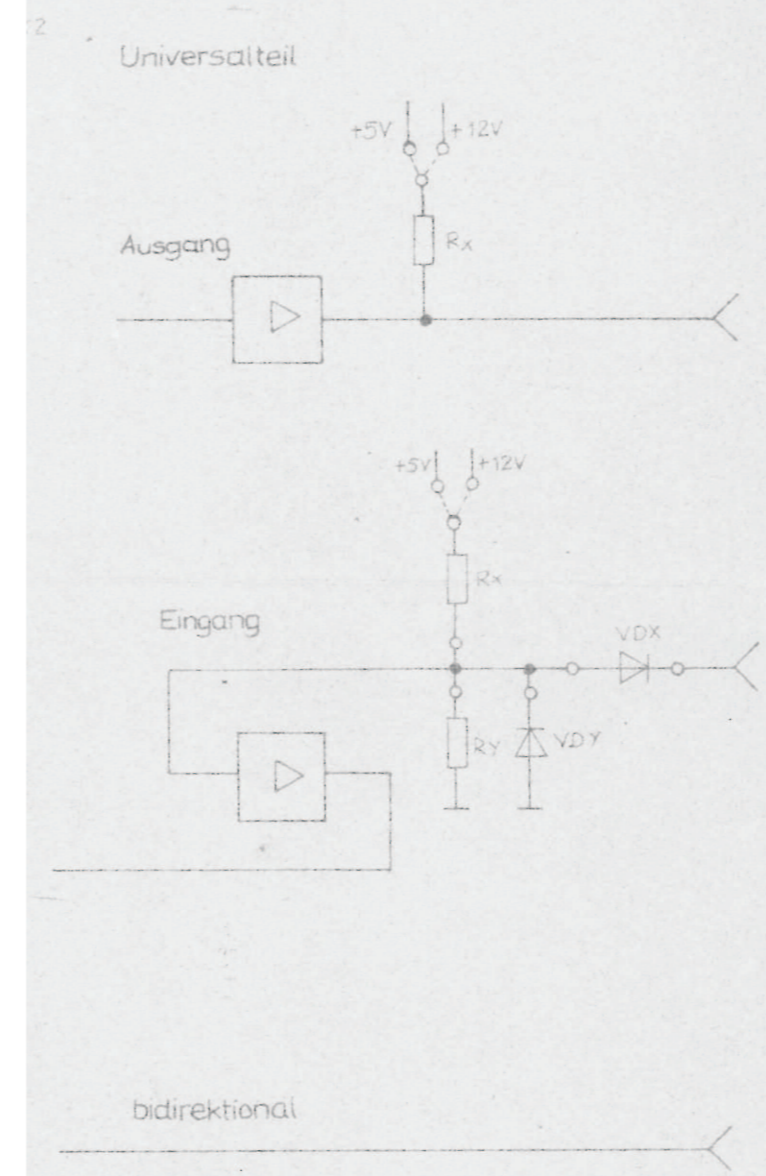 Universalteil
+5V +12V
Rx
Ausgang
+5V +12V
Rx
Eingang
VDX
RY VDY
bidirektional